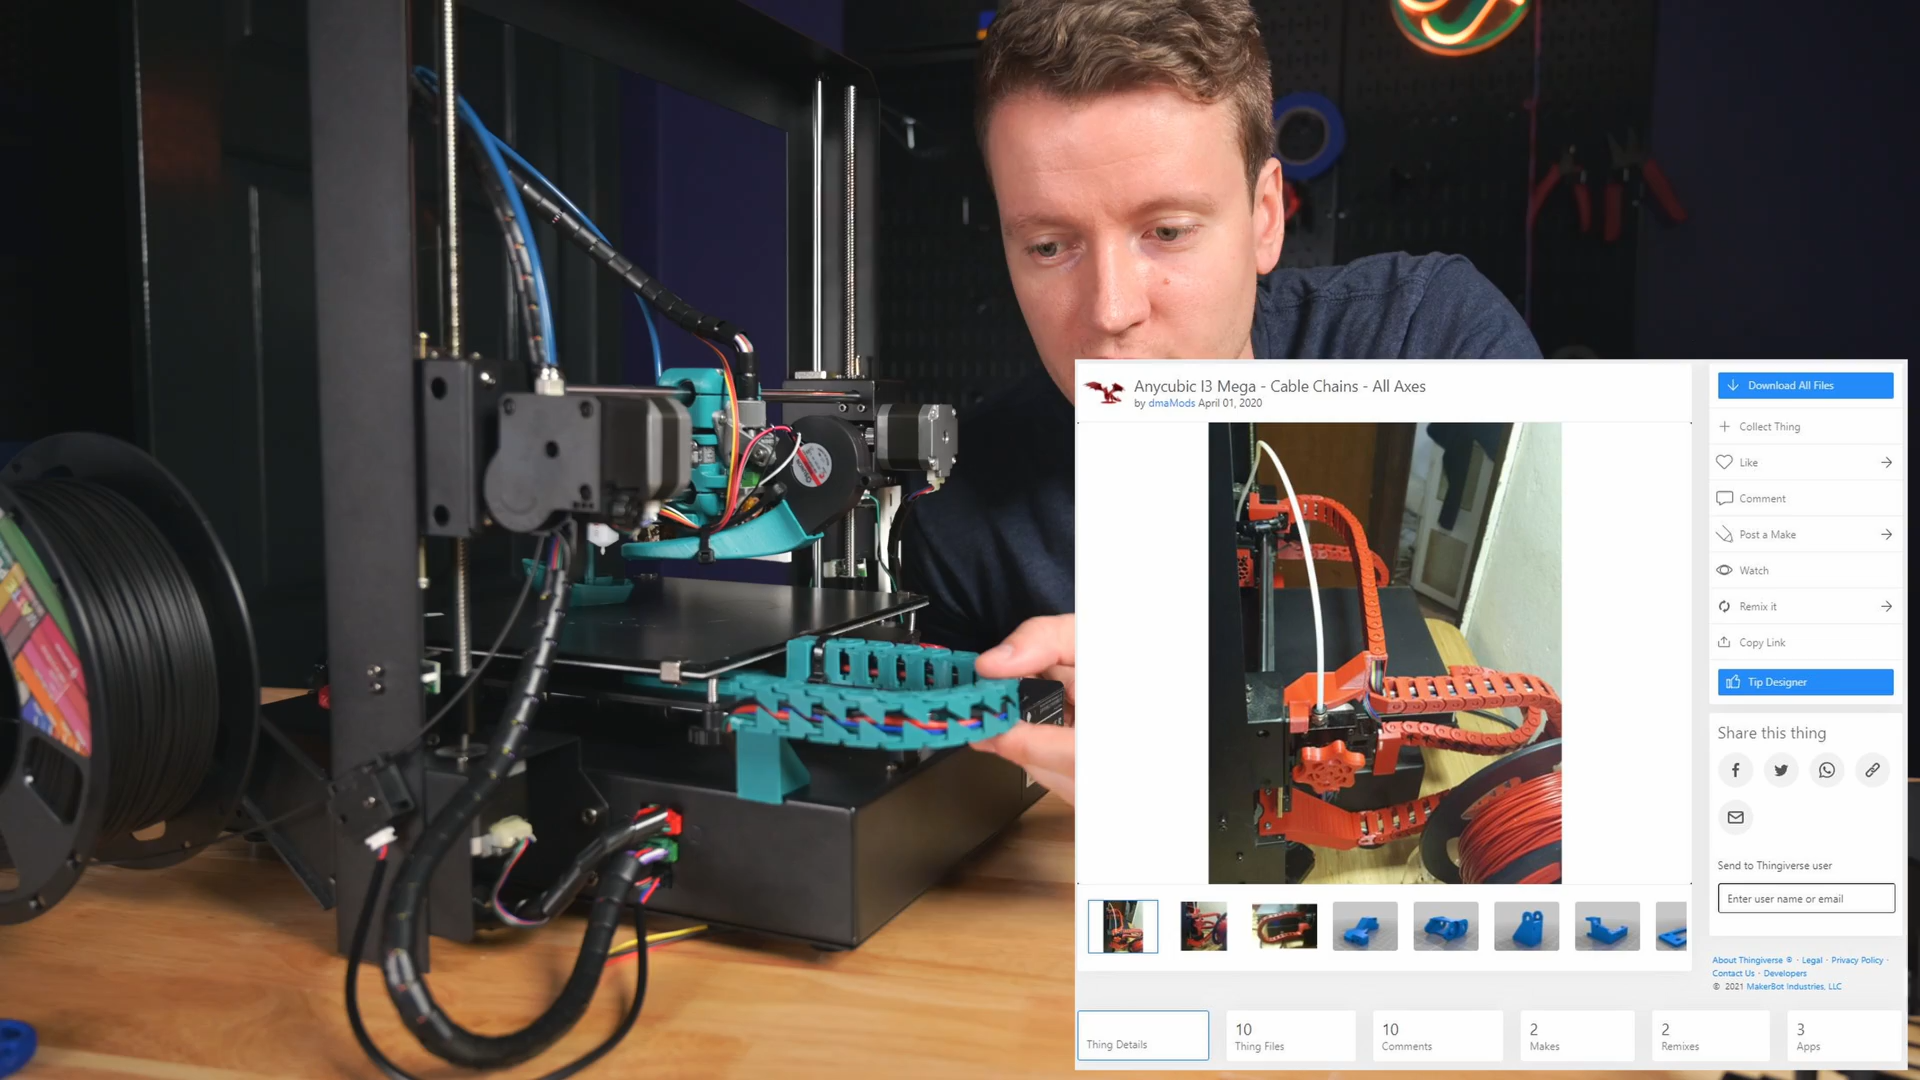 Anycubic I3 Mega - Cable Chains - All Axes
by dmaMods April 01, 2020
Download All Files
Collect Thing
Like
Comment
Post a Make
Watch
Remix it
Copy Link
Tip Designer
Share this thing
Send to Thingiverse user
Enter user name or email
About Thingiverse ® · Legal · Privacy Policy ·
Contact Us · Developers
© 2021 MakerBot Industries, LLC
Thing Details
10
Thing Files
10
Comments
2
Makes
2
Remixes
3
Apps